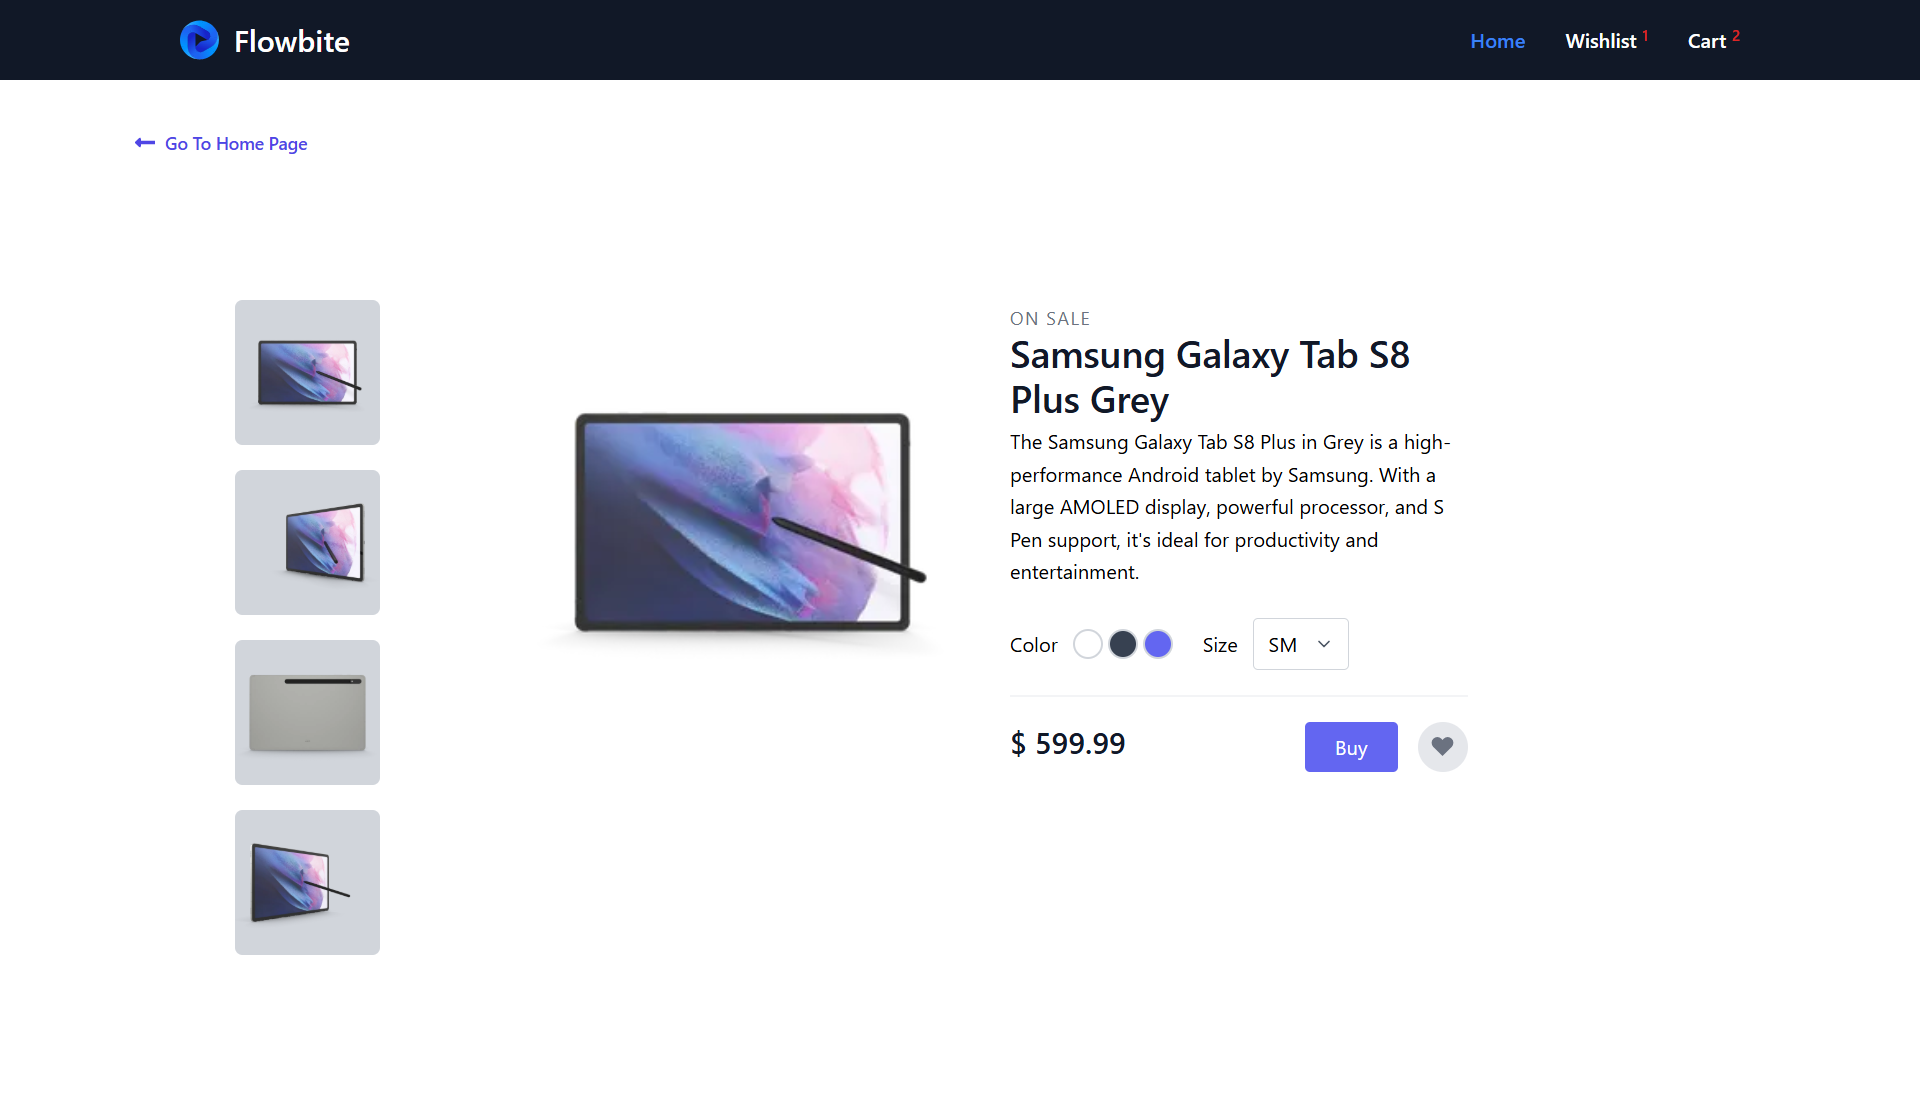 Flowbite
Home
Wishlist 1
Cart 2
Go To Home Page
ON SALE
Samsung Galaxy Tab S8
Plus Grey
The Samsung Galaxy Tab S8 Plus in Grey is a high-
performance Android tablet by Samsung. With a
large AMOLED display, powerful processor, and S
Pen support, it's ideal for productivity and
entertainment.
Color
Size
SM
$ 599.99
Buy